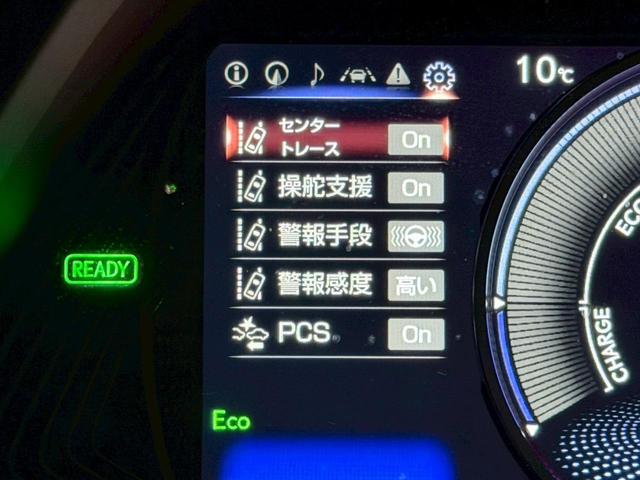 10℃
センター
トレース On
操舵支援 On
警報手段
警報感度 高い
PCS On
READY
Eco
ECO
CHARGE